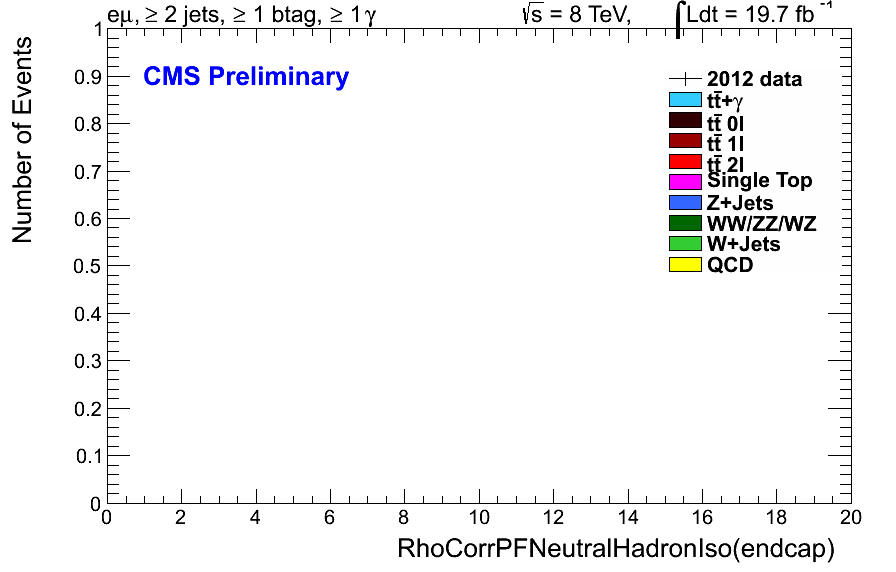 eμ, ≥ 2 jets, ≥ 1 btag, ≥ 1 γ
√s = 8 TeV, ∫Ldt = 19.7 fb⁻¹
Number of Events
CMS Preliminary
1
0.9
0.8
0.7
0.6
0.5
0.4
0.3
0.2
0.1
0
2012 data
tt̄+γ
tt̄ 0l
tt̄ 1l
tt̄ 2l
Single Top
Z+Jets
WW/ZZ/WZ
W+Jets
QCD
0 2 4 6 8 10 12 14 16 18 20
RhoCorrPFNeutralHadronIso(endcap)